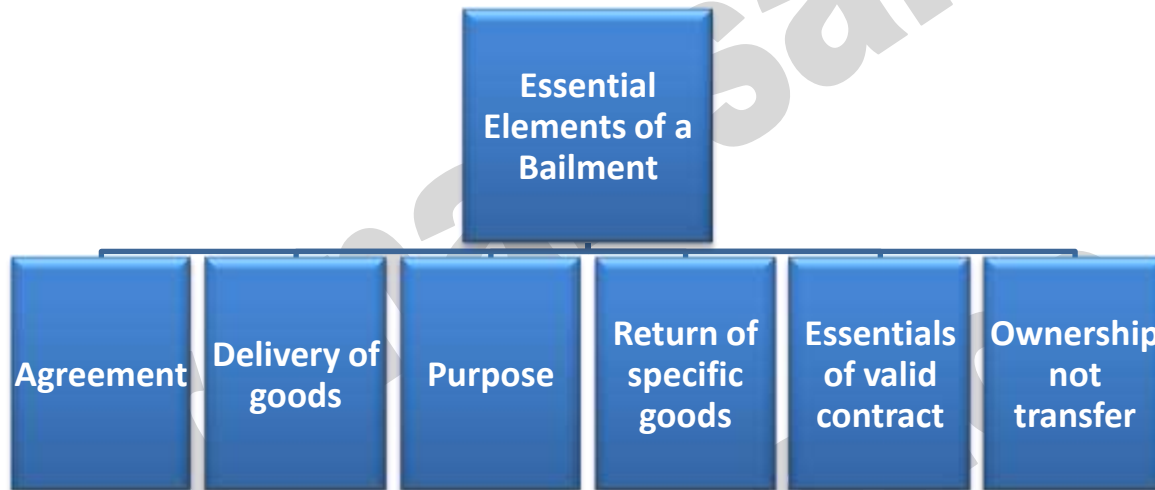 Essential
Elements of a
Bailment
Agreement
Delivery of
goods
Purpose
Return of
specific
goods
Essentials
of valid
contract
Ownership
not
transfer